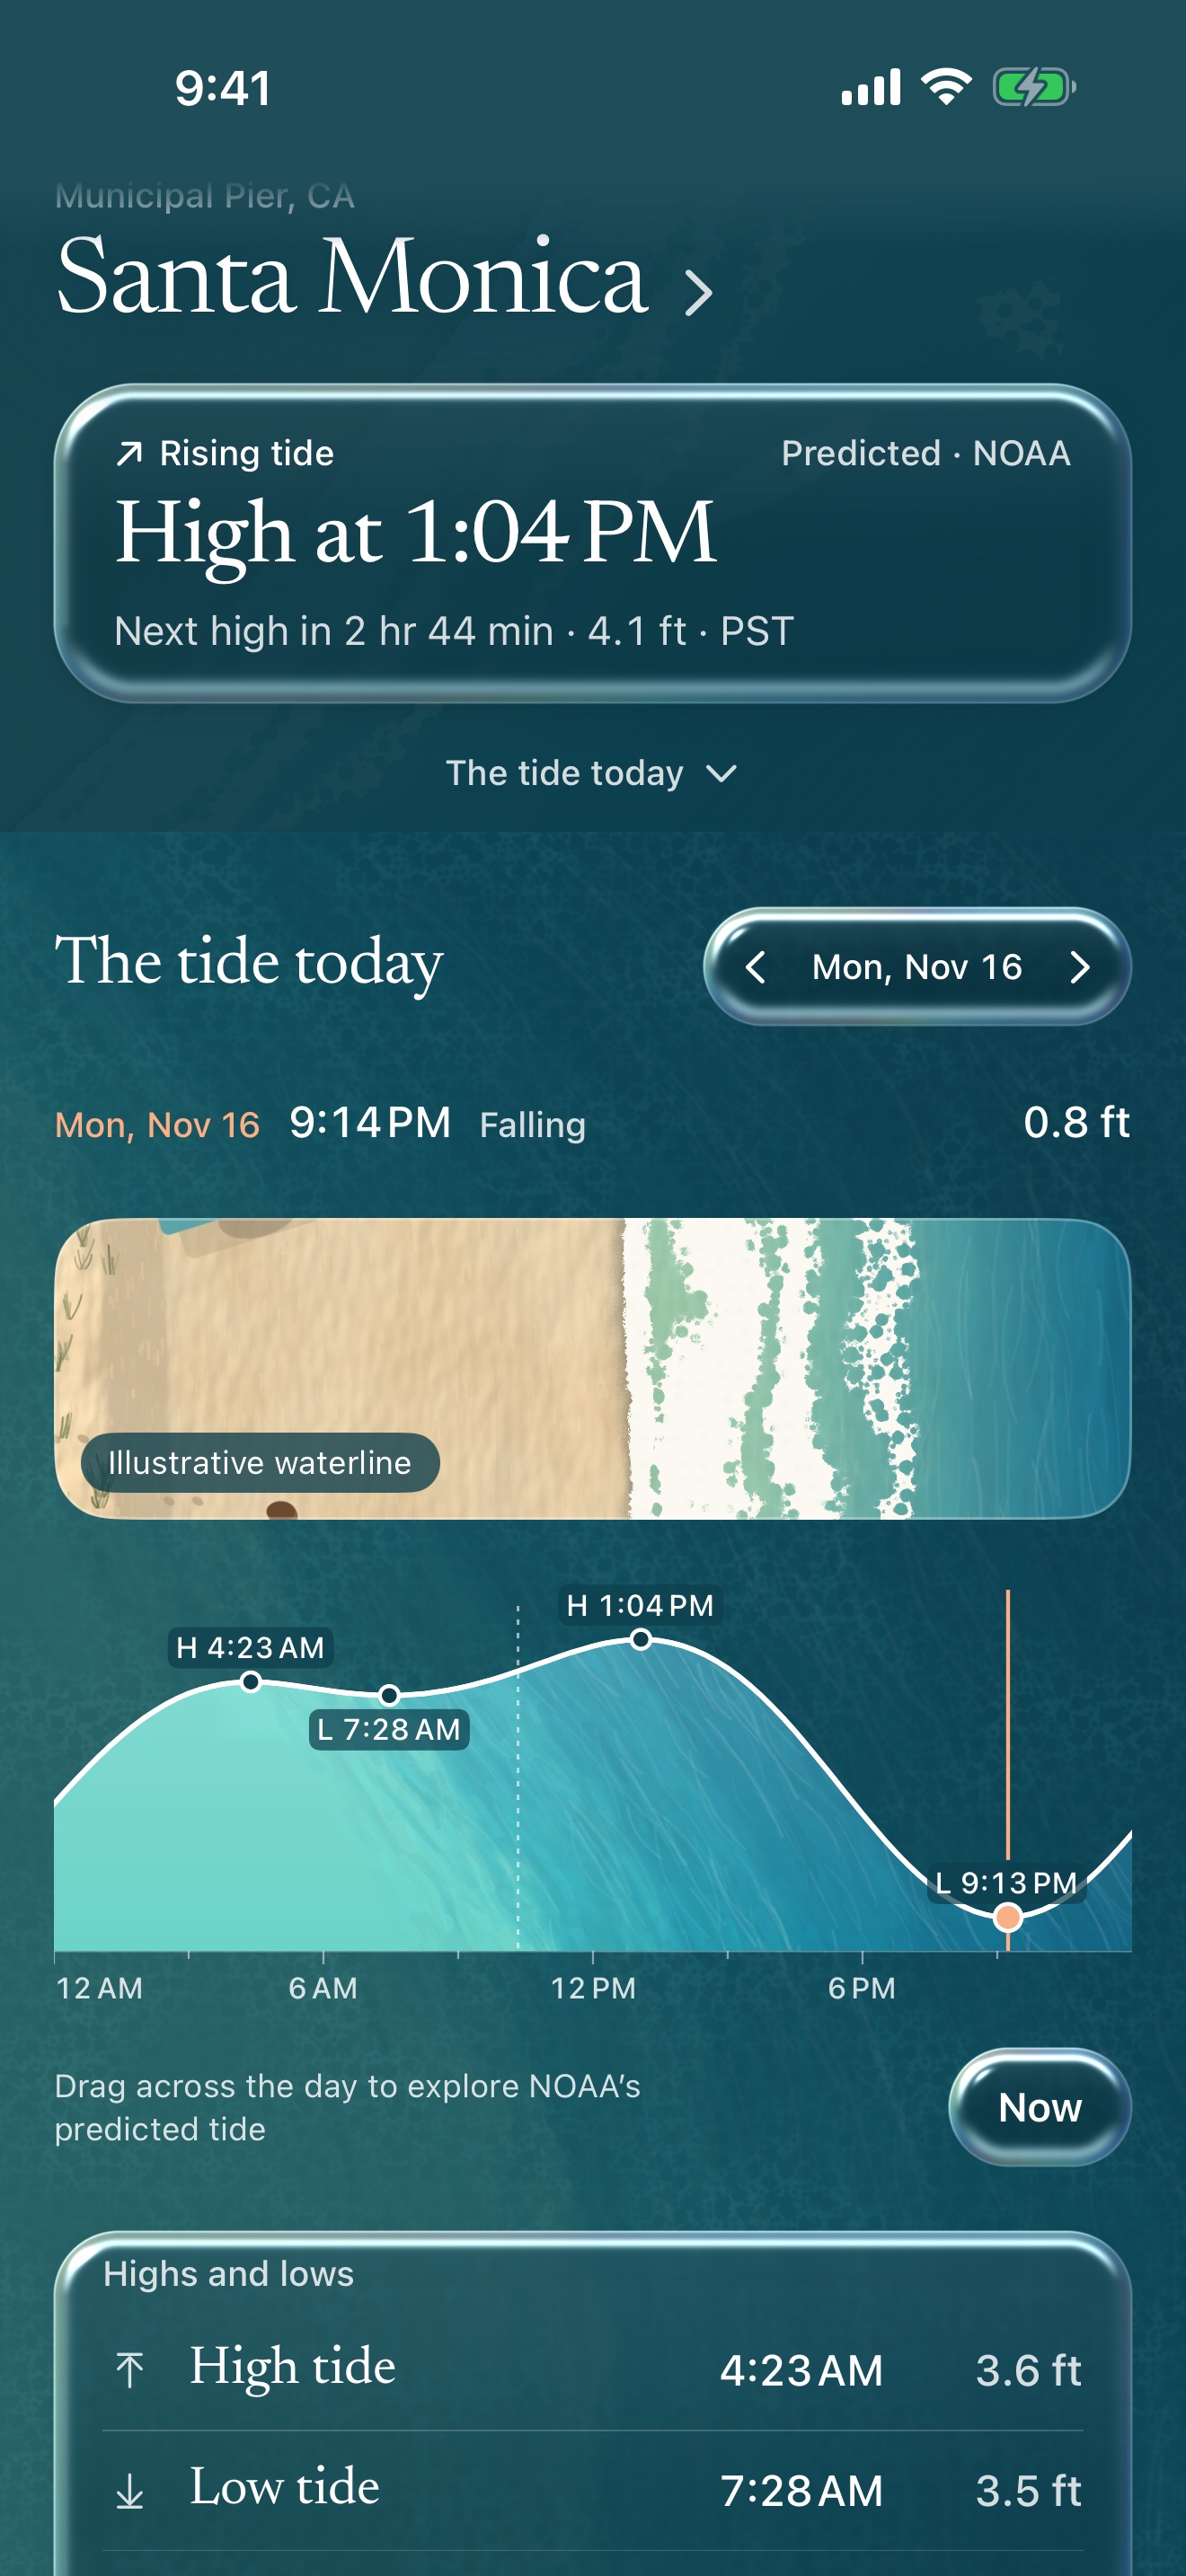 9:41
Municipal Pier, CA
Santa Monica
Rising tide Predicted · NOAA
High at 1:04 PM
Next high in 2 hr 44 min · 4.1 ft · PST
The tide today
The tide today Mon, Nov 16
Mon, Nov 16 9:14 PM Falling 0.8 ft
Illustrative waterline
H 1:04 PM
H 4:23 AM
L 7:28 AM
L 9:13 PM
12 AM 6 AM 12 PM 6 PM
Drag across the day to explore NOAA’s
predicted tide
Now
Highs and lows
High tide 4:23 AM 3.6 ft
Low tide 7:28 AM 3.5 ft